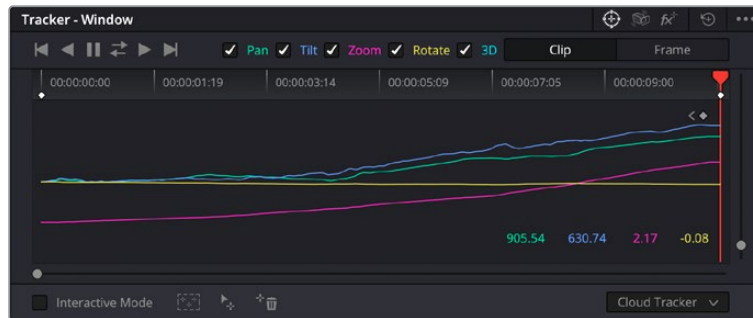 Tracker - Window
Pan Tilt Zoom Rotate 3D Clip Frame
00:00:00:00 00:00:01:19 00:00:03:14 00:00:05:09 00:00:07:05 00:00:09:00
905.54 630.74 2.17 -0.08
Interactive Mode Cloud Tracker